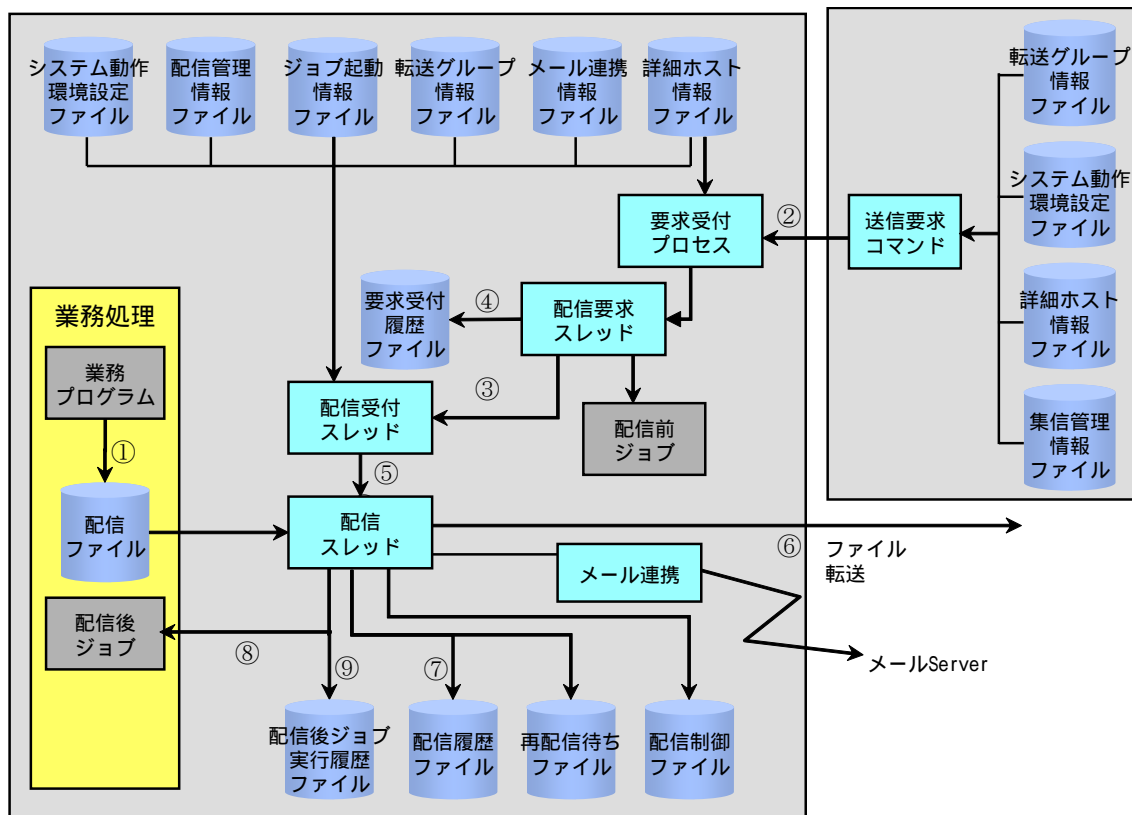 システム動作
環境設定
ファイル
配信管理
情報
ファイル
ジョブ起動
情報
ファイル
転送グループ
情報
ファイル
メール連携
情報
ファイル
詳細ホスト
情報
ファイル
転送グループ
情報
ファイル
システム動作
環境設定
ファイル
詳細ホスト
情報
ファイル
集信管理
情報
ファイル
要求受付
プロセス
②
送信要求
コマンド
要求受付
履歴
ファイル
④
配信要求
スレッド
業務処理
業務
プログラム
①
配信
ファイル
配信後
ジョブ
配信受付
スレッド
③
配信前
ジョブ
⑤
配信
スレッド
⑥
ファイル
転送
メール連携
メールServer
⑧
⑨
⑦
配信後ジョブ
実行履歴
ファイル
配信履歴
ファイル
再配信待ち
ファイル
配信制御
ファイル